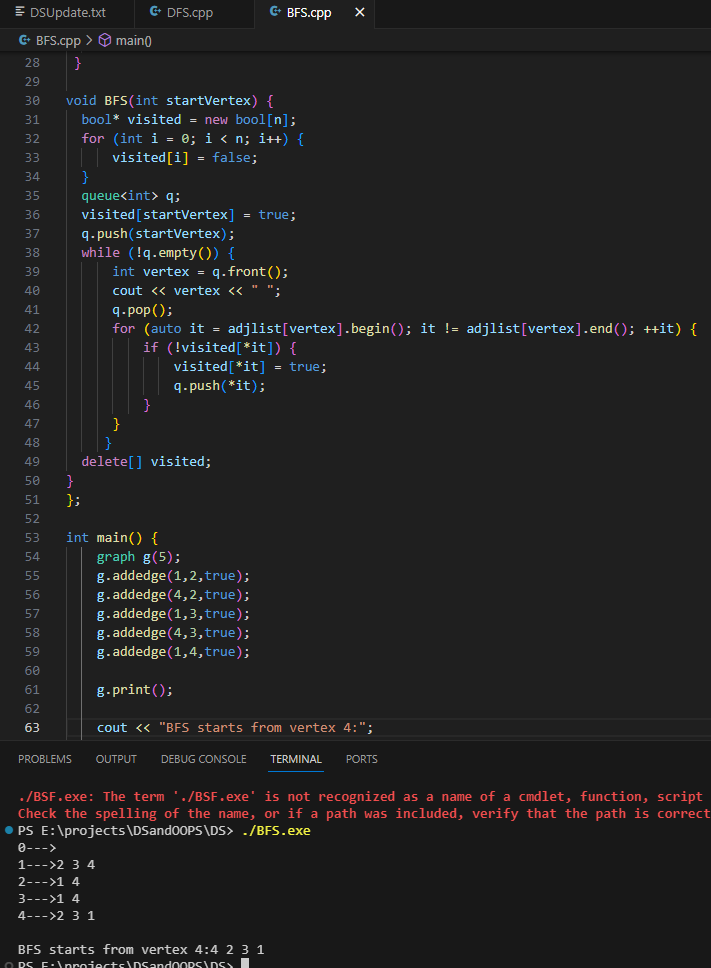 DSUpdate.txt DFS.cpp BFS.cpp ×
BFS.cpp > main()
28 }
29
30 void BFS(int startVertex) {
31 bool* visited = new bool[n];
32 for (int i = 0; i < n; i++) {
33 visited[i] = false;
34 }
35 queue<int> q;
36 visited[startVertex] = true;
37 q.push(startVertex);
38 while (!q.empty()) {
39 int vertex = q.front();
40 cout << vertex << " ";
41 q.pop();
42 for (auto it = adjlist[vertex].begin(); it != adjlist[vertex].end(); ++it) {
43 if (!visited[*it]) {
44 visited[*it] = true;
45 q.push(*it);
46 }
47 }
48 }
49 delete[] visited;
50 }
51 };
52
53 int main() {
54 graph g(5);
55 g.addedge(1,2,true);
56 g.addedge(4,2,true);
57 g.addedge(1,3,true);
58 g.addedge(4,3,true);
59 g.addedge(1,4,true);
60
61 g.print();
62
63 cout << "BFS starts from vertex 4:";
PROBLEMS OUTPUT DEBUG CONSOLE TERMINAL PORTS
./BSF.exe: The term './BSF.exe' is not recognized as a name of a cmdlet, function, script
Check the spelling of the name, or if a path was included, verify that the path is correct
PS E:\projects\DSandOOPS\DS> ./BFS.exe
0--->
1--->2 3 4
2--->1 4
3--->1 4
4--->2 3 1
BFS starts from vertex 4:4 2 3 1
PS E:\projects\DSandOOPS\DS>